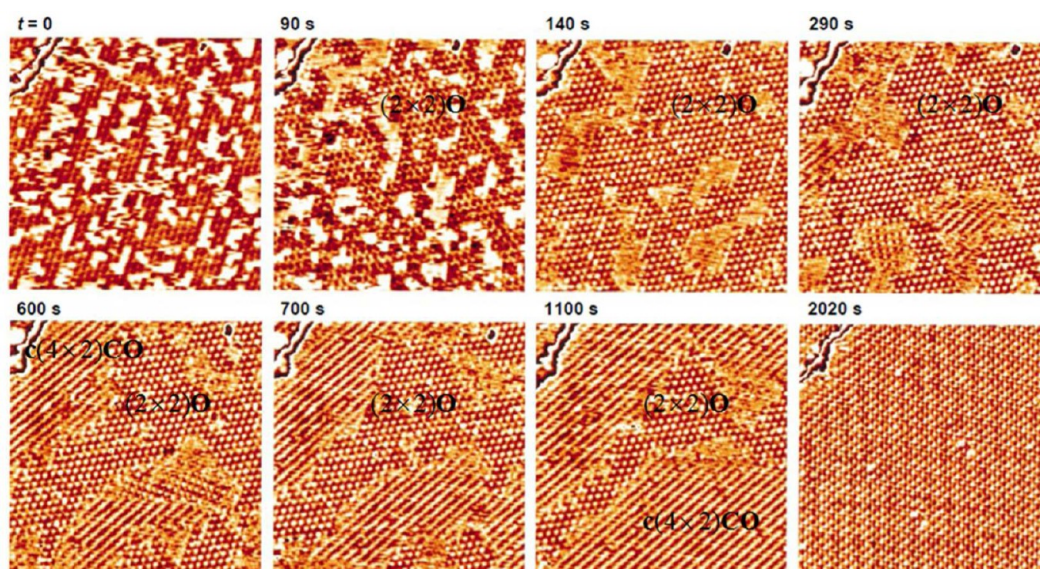 t = 0
90 s
140 s
290 s
(2×2)O
(2×2)O
(2×2)O
600 s
700 s
1100 s
2020 s
c(4×2)CO
(2×2)O
(2×2)O
(2×2)O
c(4×2)CO